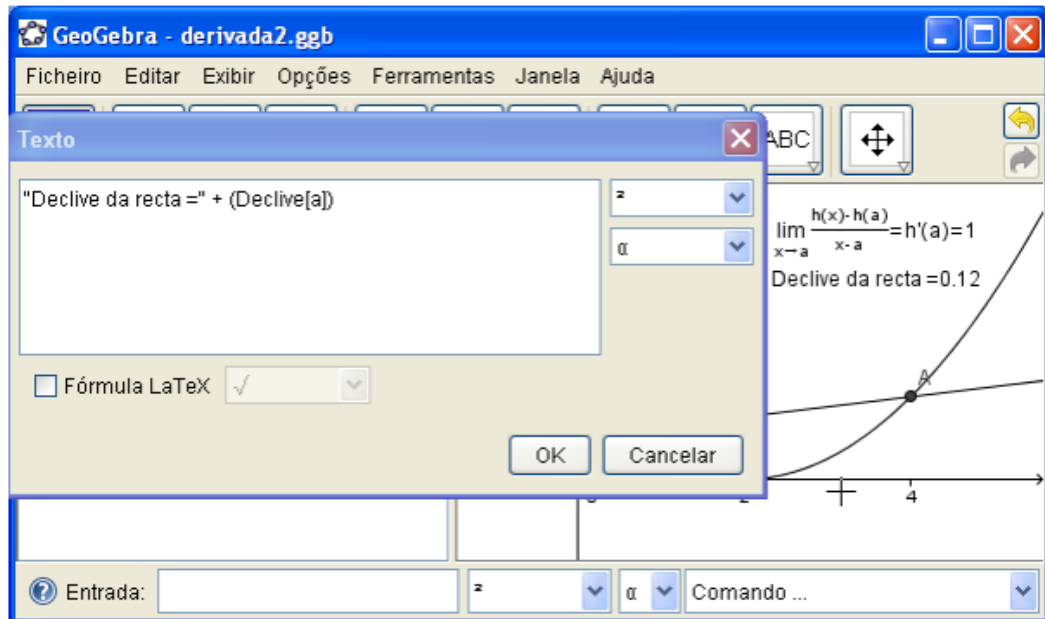 GeoGebra - derivada2.ggb
Ficheiro Editar Exibir Opções Ferramentas Janela Ajuda
ABC
Texto
"Declive da recta =" + (Declive[a])
²
α
Fórmula LaTeX √
OK Cancelar
lim h(x)-h(a) =h'(a)=1
x→a x-a
Declive da recta =0.12
A
4
Entrada: ² α Comando ...